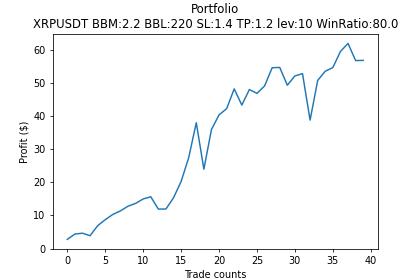 Portfolio
XRPUSDT BBM:2.2 BBL:220 SL:1.4 TP:1.2 lev:10 WinRatio:80.0
Profit ($)
60
50
40
30
20
10
0
0 5 10 15 20 25 30 35 40
Trade counts